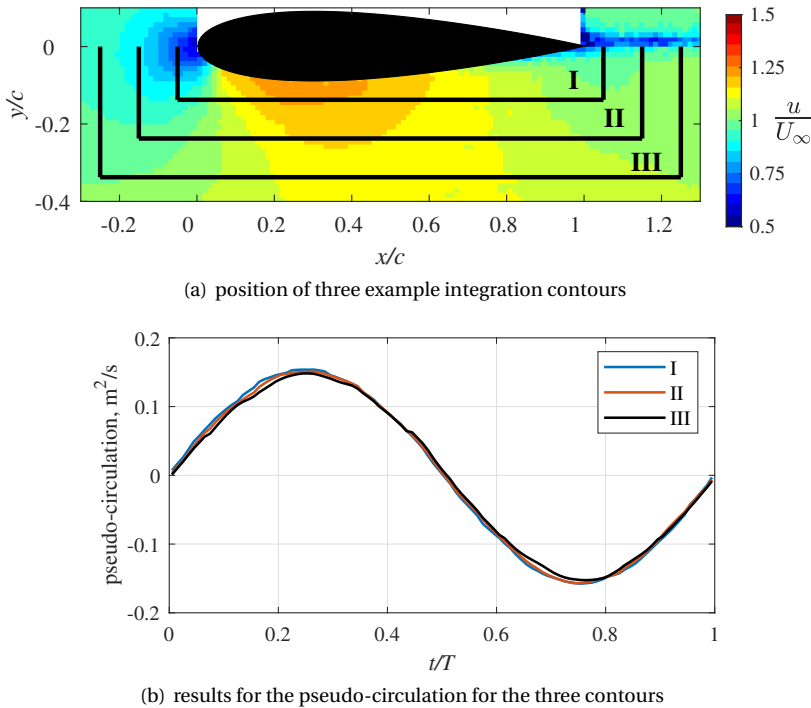 0
-0.2
-0.4
y/c
-0.2
0
0.2
0.4
0.6
0.8
1
1.2
x/c
I
II
III
1.5
1.25
1
0.75
0.5
u
U∞
(a) position of three example integration contours
0.2
0.1
0
-0.1
-0.2
pseudo-circulation, m²/s
I
II
III
0
0.2
0.4
0.6
0.8
1
t/T
(b) results for the pseudo-circulation for the three contours